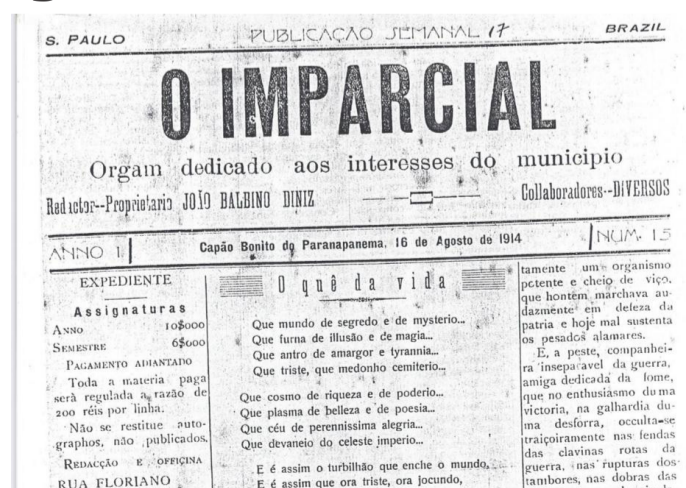 S. PAULO
PUBLICAÇÃO SEMANAL 17
BRAZIL
O IMPARCIAL
Orgam dedicado aos interesses do municipio
Redactor--Proprietario JOÃO BALBINO DINIZ
Collaboradores--DIVERSOS
ANNO 1
Capão Bonito do Paranapanema, 16 de Agosto de 1914
NUM. 15
EXPEDIENTE
Assignaturas
ANNO 10$000
SEMESTRE 6$000
PAGAMENTO ADIANTADO
Toda a materia paga
será regulada a razão de
200 réis por linha.
Não se restitue auto-
graphos, não publicados.
REDACÇÃO E OFFICINA
RUA FLORIANO
O quê da vida
Que mundo de segredo e de mysterio...
Que furna de illusão e de magia...
Que antro de amargor e tyrannia...
Que triste, que medonho cemiterio...
Que cosmo de riqueza e de poderio...
Que plasma de belleza e de poesia...
Que céu de perennissima alegria...
Que devaneio do celeste imperio...
E é assim o turbilhão que enche o mundo,
E é assim que ora triste, ora jocundo,
tamente um organismo
potente e cheio de viço,
que hontem marchava au-
dazmente em defeza da
patria e hoje mal sustenta
os pesados alamares.
E, a peste, companhei-
ra inseparavel da guerra,
amiga dedicada da fome,
que no enthusiasmo duma
victoria, na galhardia du-
ma desforra, occulta-se
traiçoiramente nas fendas
das clavinas rotas da
guerra, nas rupturas dos
tambores, nas dobras das